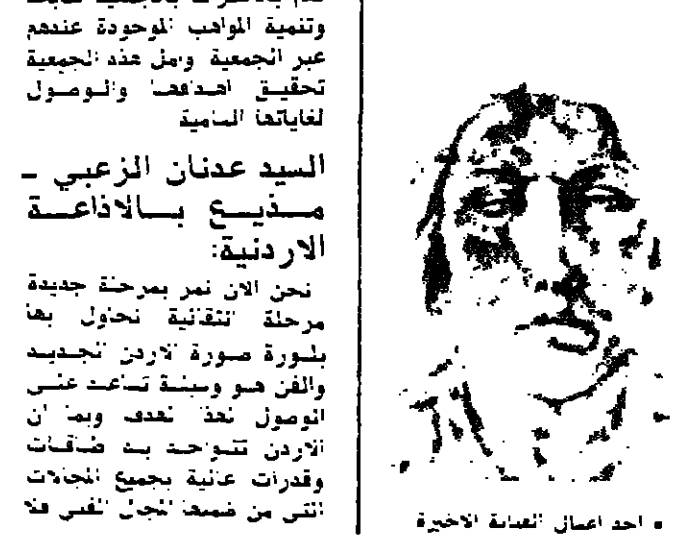 وتنمية المواهب الموجودة عندهم
عبر الجمعية وامل هذه الجمعية
تحقيق اهدافها والوصول
لغاياتها السامية
السيد عدنان الزعبي -
مذيع بالاذاعة
الاردنية:
نحن الان نمر بمرحلة جديدة
مرحلة انتقالية نحاول بها
بلورة صورة الاردن الجديد
والفن هو وسيلة تساعد على
الوصول لهذا الهدف وبما ان
الاردن تتواجد به طاقات
وقدرات عالية بجميع المجالات
التي من ضمنها المجال الفني فلا
• احد اعمال الفنانة الاخيرة